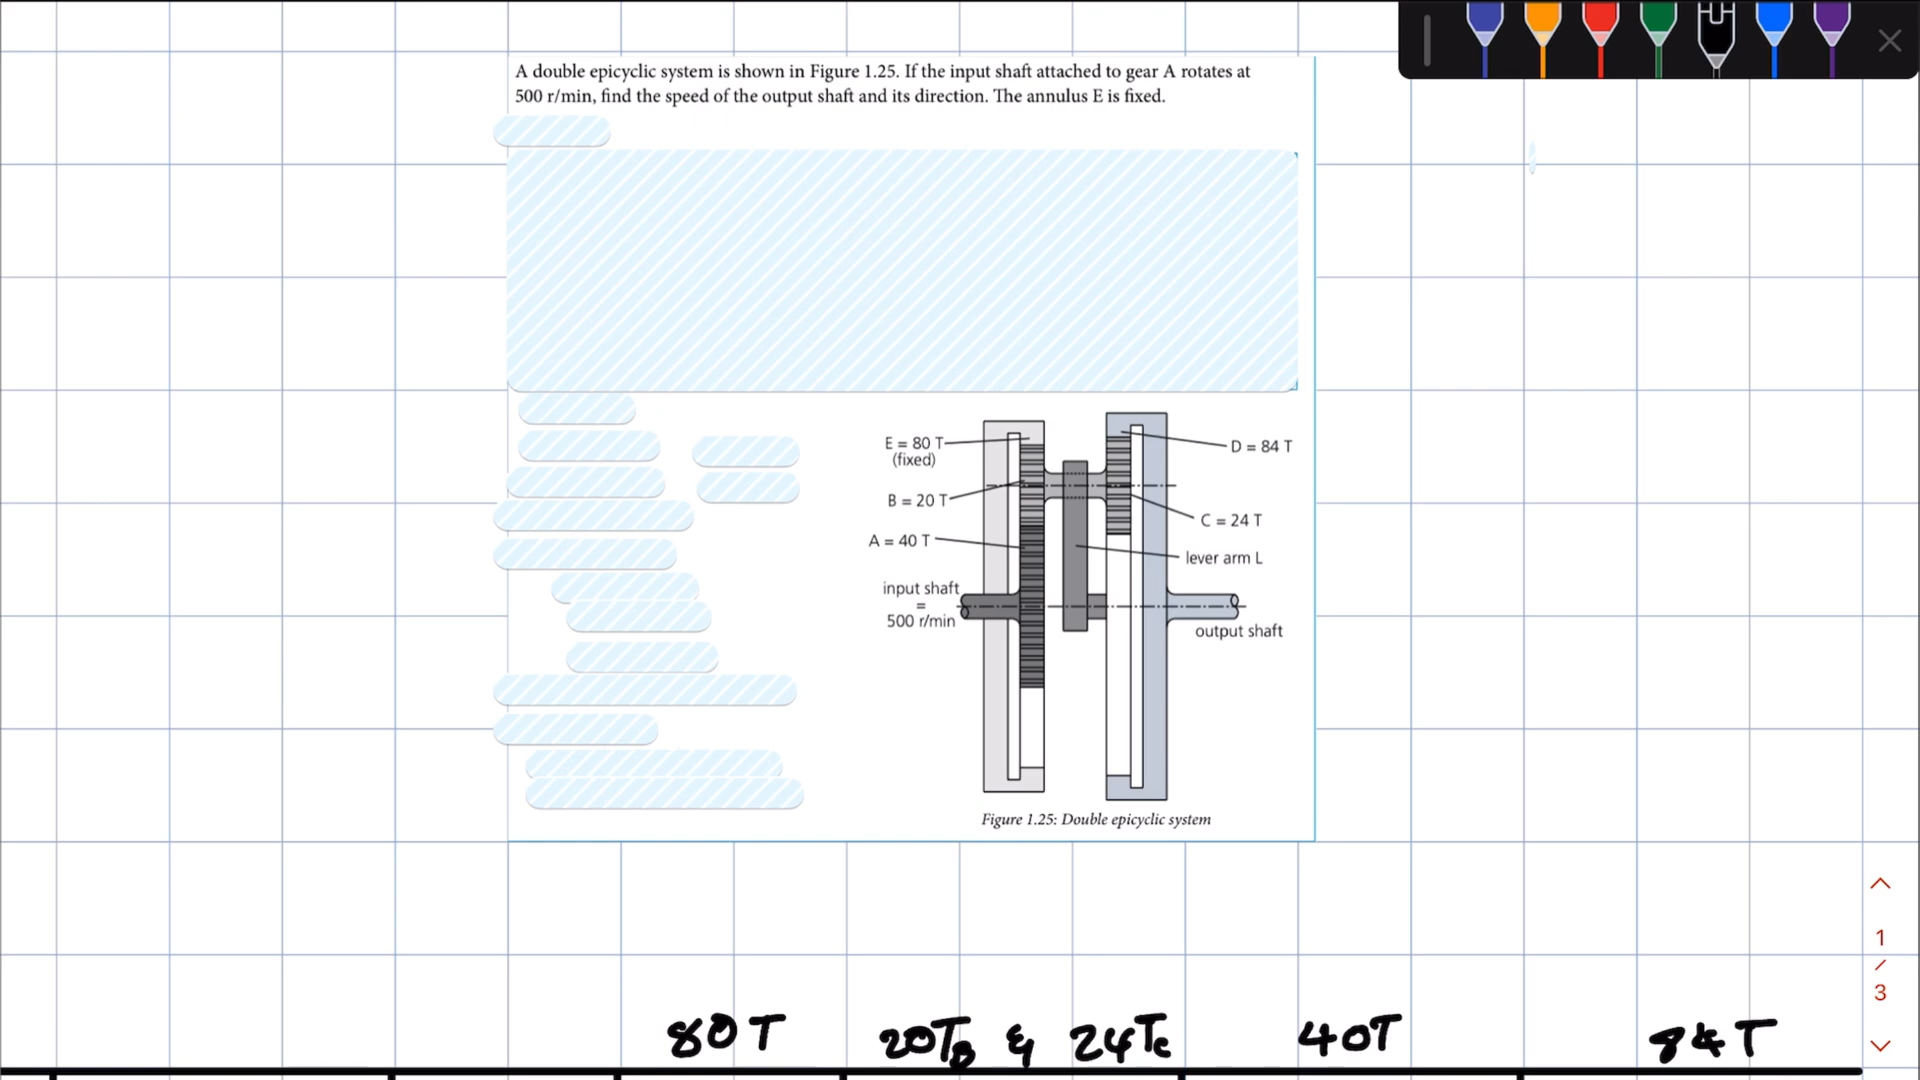 A double epicyclic system is shown in Figure 1.25. If the input shaft attached to gear A rotates at
500 r/min, find the speed of the output shaft and its direction. The annulus E is fixed.
E = 80 T
(fixed)
D = 84 T
B = 20 T
C = 24 T
A = 40 T
lever arm L
input shaft
=
500 r/min
output shaft
Figure 1.25: Double epicyclic system
1
/
3
80T 20T_B & 24T_C 40T 84T